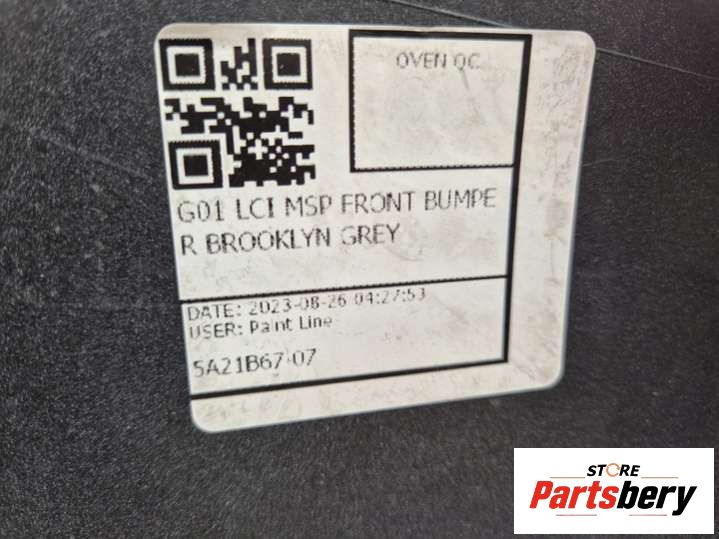 OVEN QC
G01 LCI MSP FRONT BUMPE
R BROOKLYN GREY
DATE: 2023-08-26 04:27:53
USER: Paint Line
5A21B67-07
STORE
Partsbery